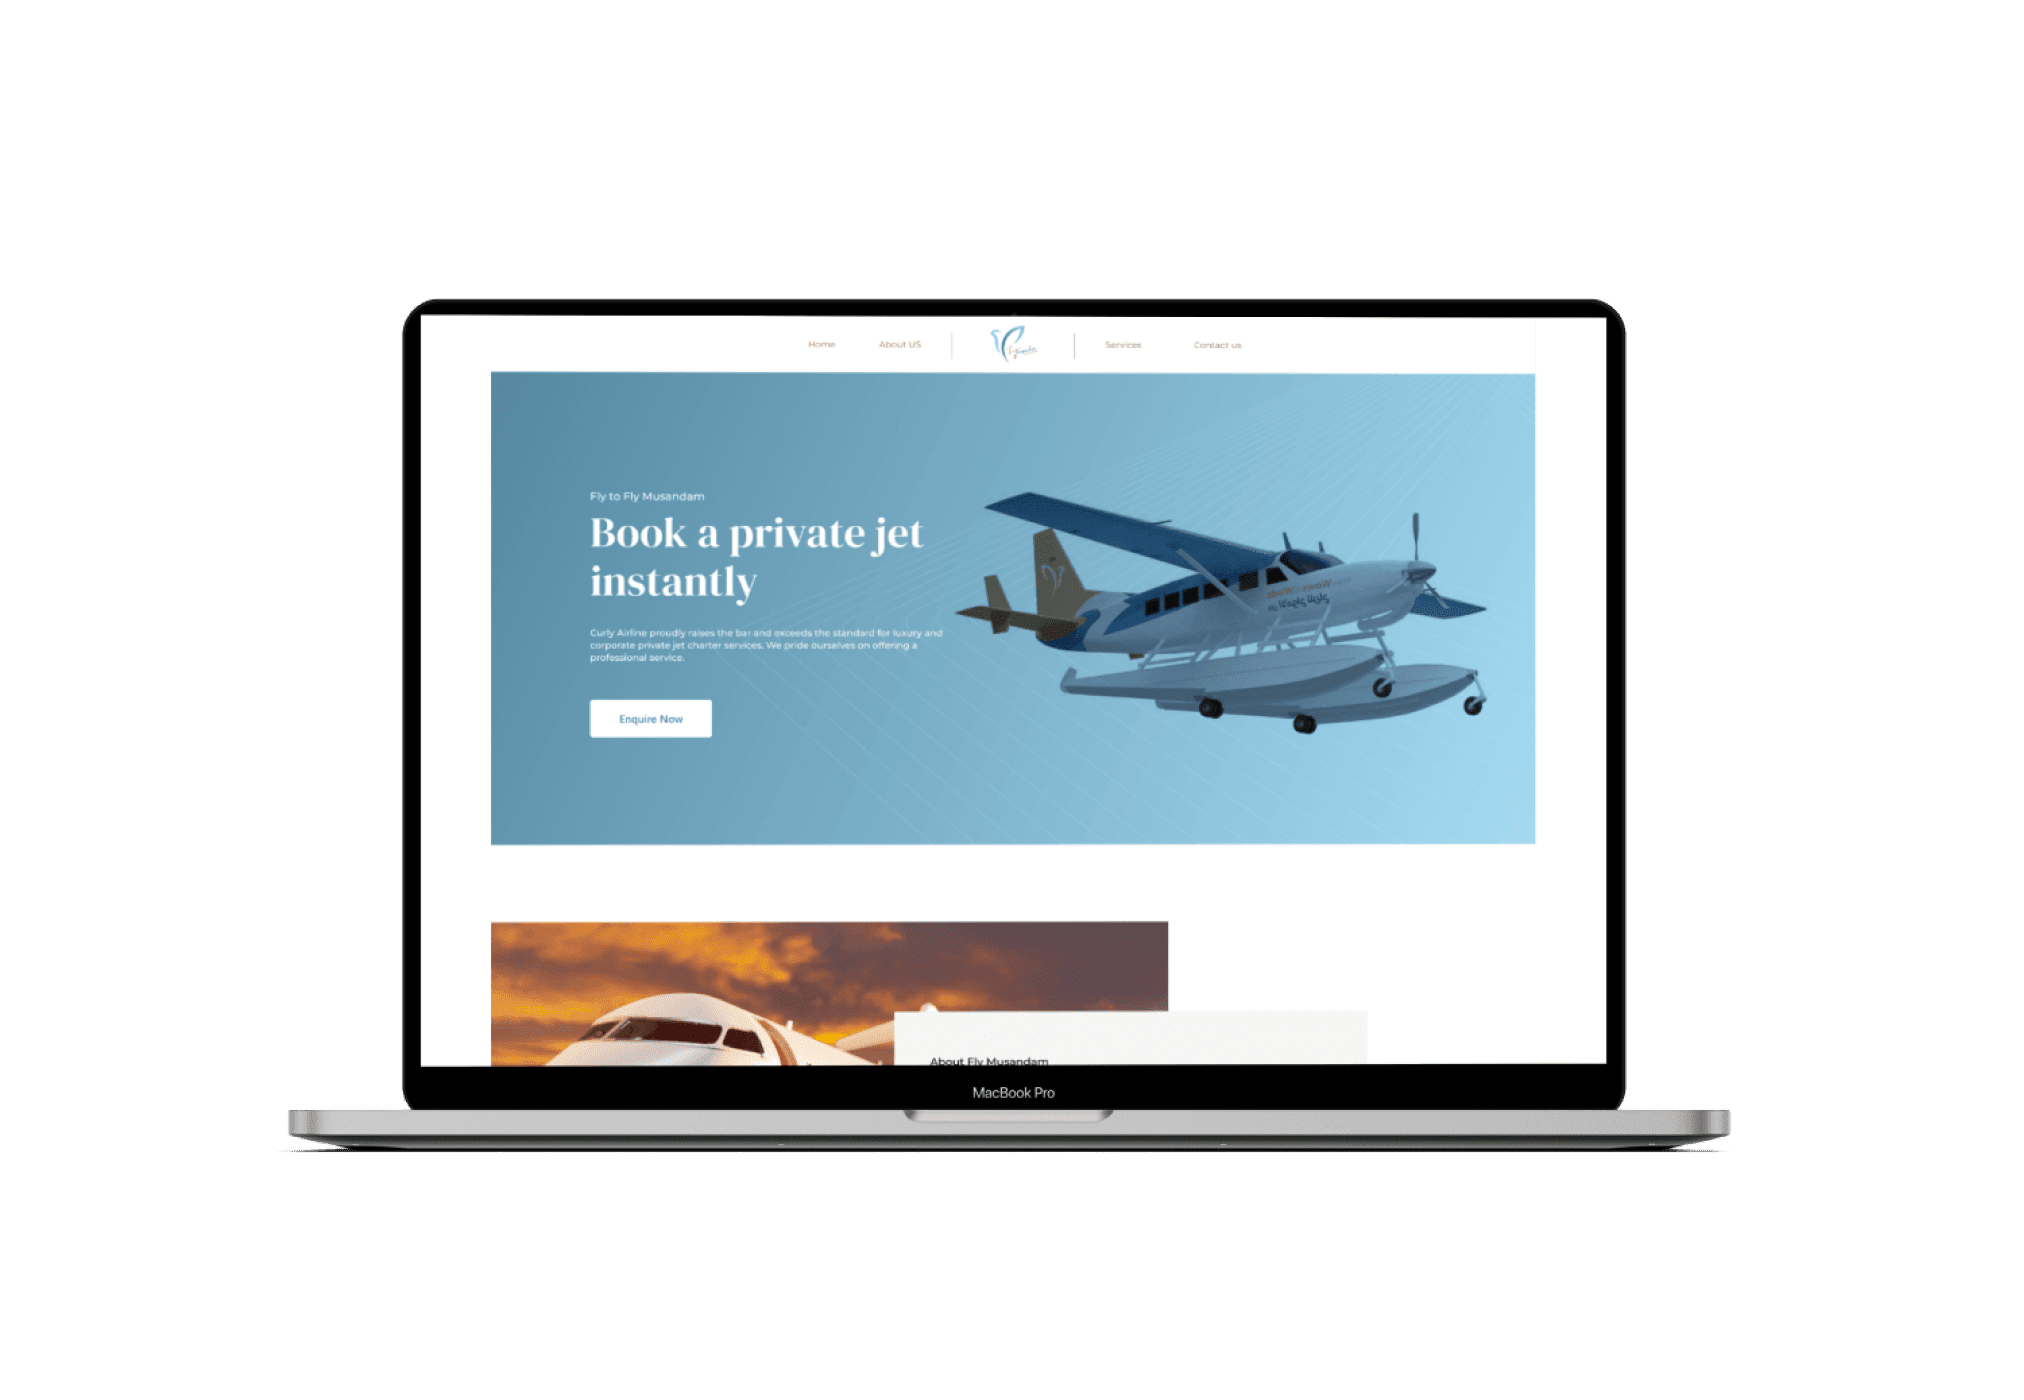 Home
About US
Services
Contact us
Fly to Fly Musandam
Book a private jet
instantly
Curly Airline proudly raises the bar and exceeds the standard for luxury and
corporate private jet charter services. We pride ourselves on offering a
professional service.
Enquire Now
About Fly Musandam
MacBook Pro